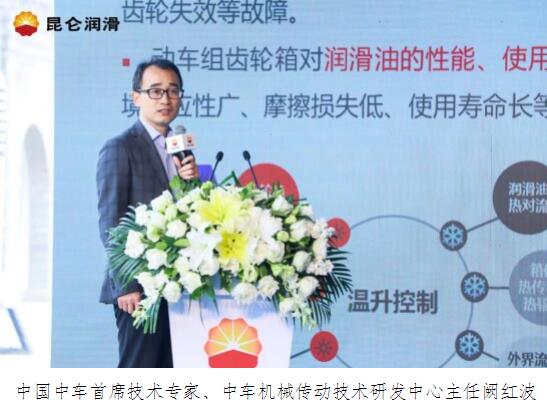 昆仑润滑
齿轮失效等故障。
动车组齿轮箱对润滑油的性能、使用
应性广、摩擦损失低、使用寿命长等
润滑油
热对流
温升控制
外界流
中国中车首席技术专家、中车机械传动技术研发中心主任阙红波